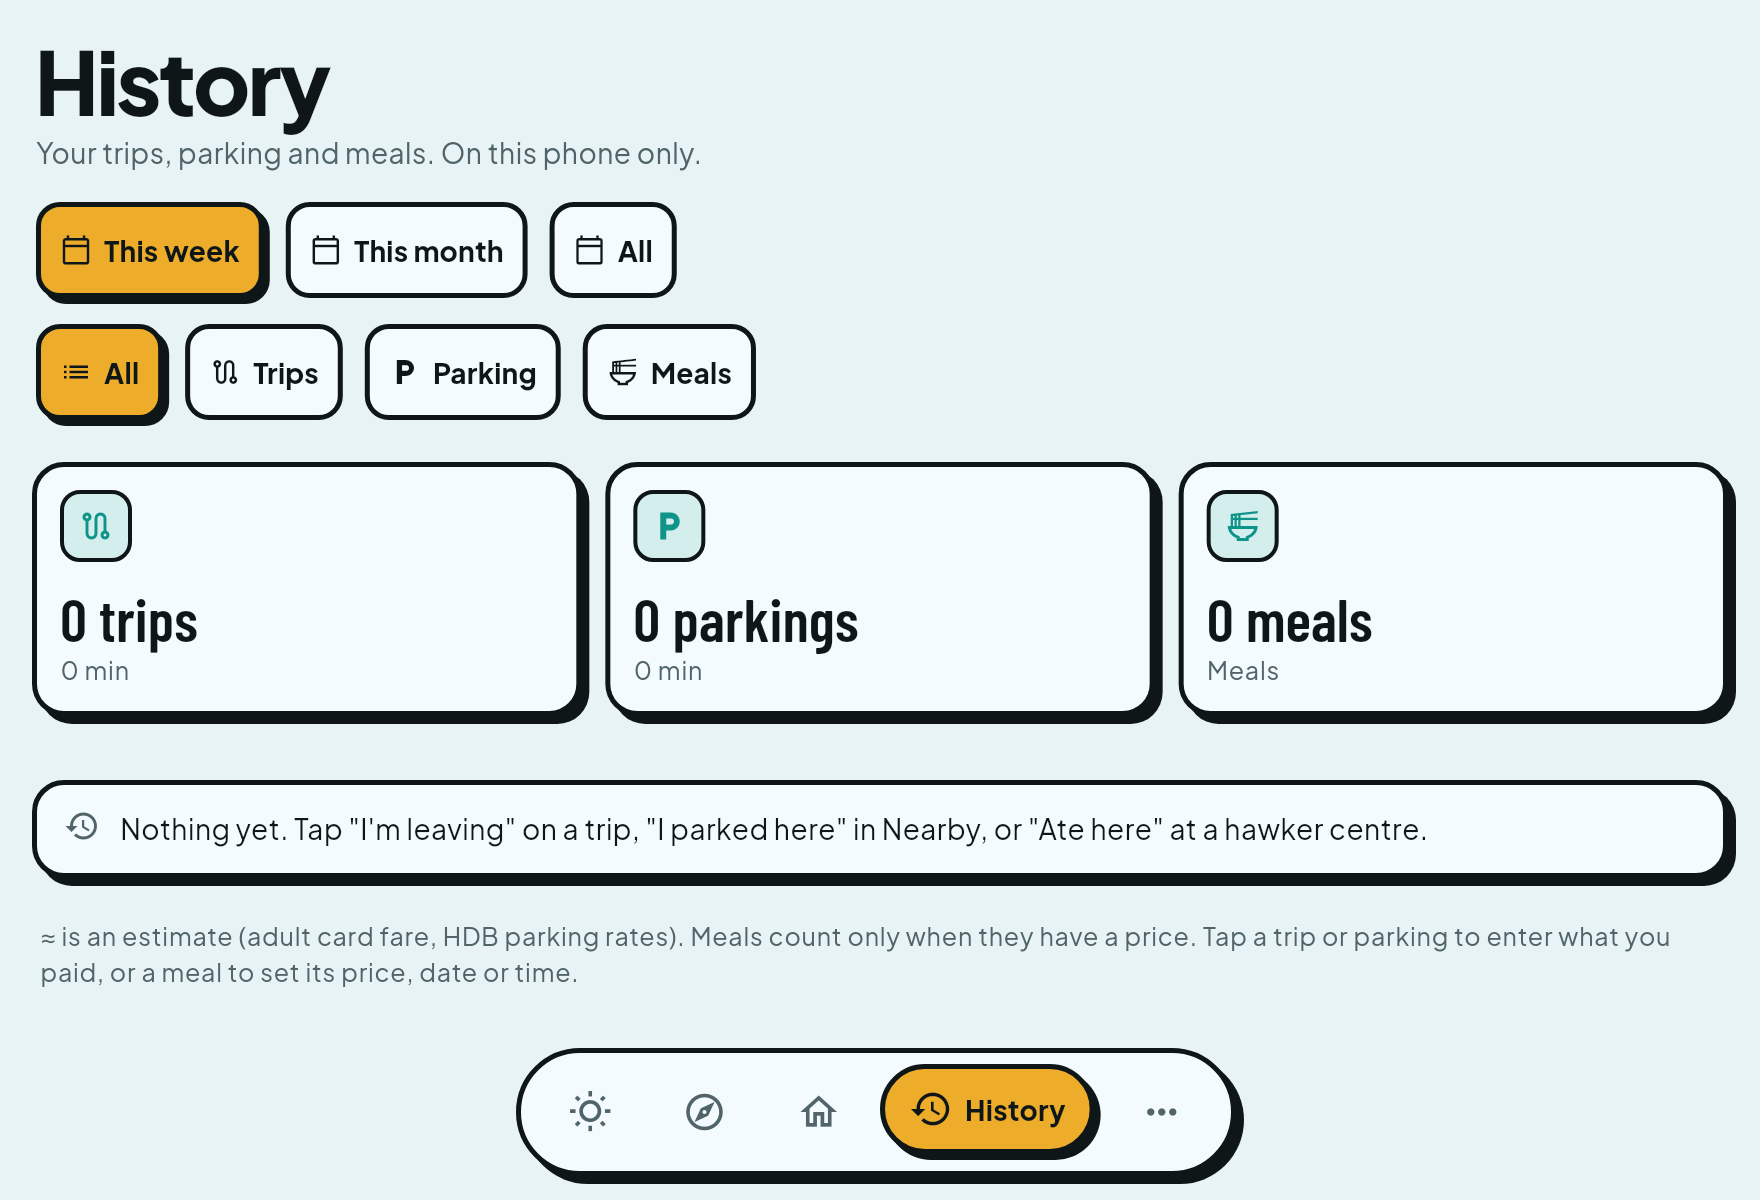 History
Your trips, parking and meals. On this phone only.
This week
This month
All
All
Trips
P Parking
Meals
P
0 trips
0 min
0 parkings
0 min
0 meals
Meals
Nothing yet. Tap "I'm leaving" on a trip, "I parked here" in Nearby, or "Ate here" at a hawker centre.
≈ is an estimate (adult card fare, HDB parking rates). Meals count only when they have a price. Tap a trip or parking to enter what you
paid, or a meal to set its price, date or time.
History